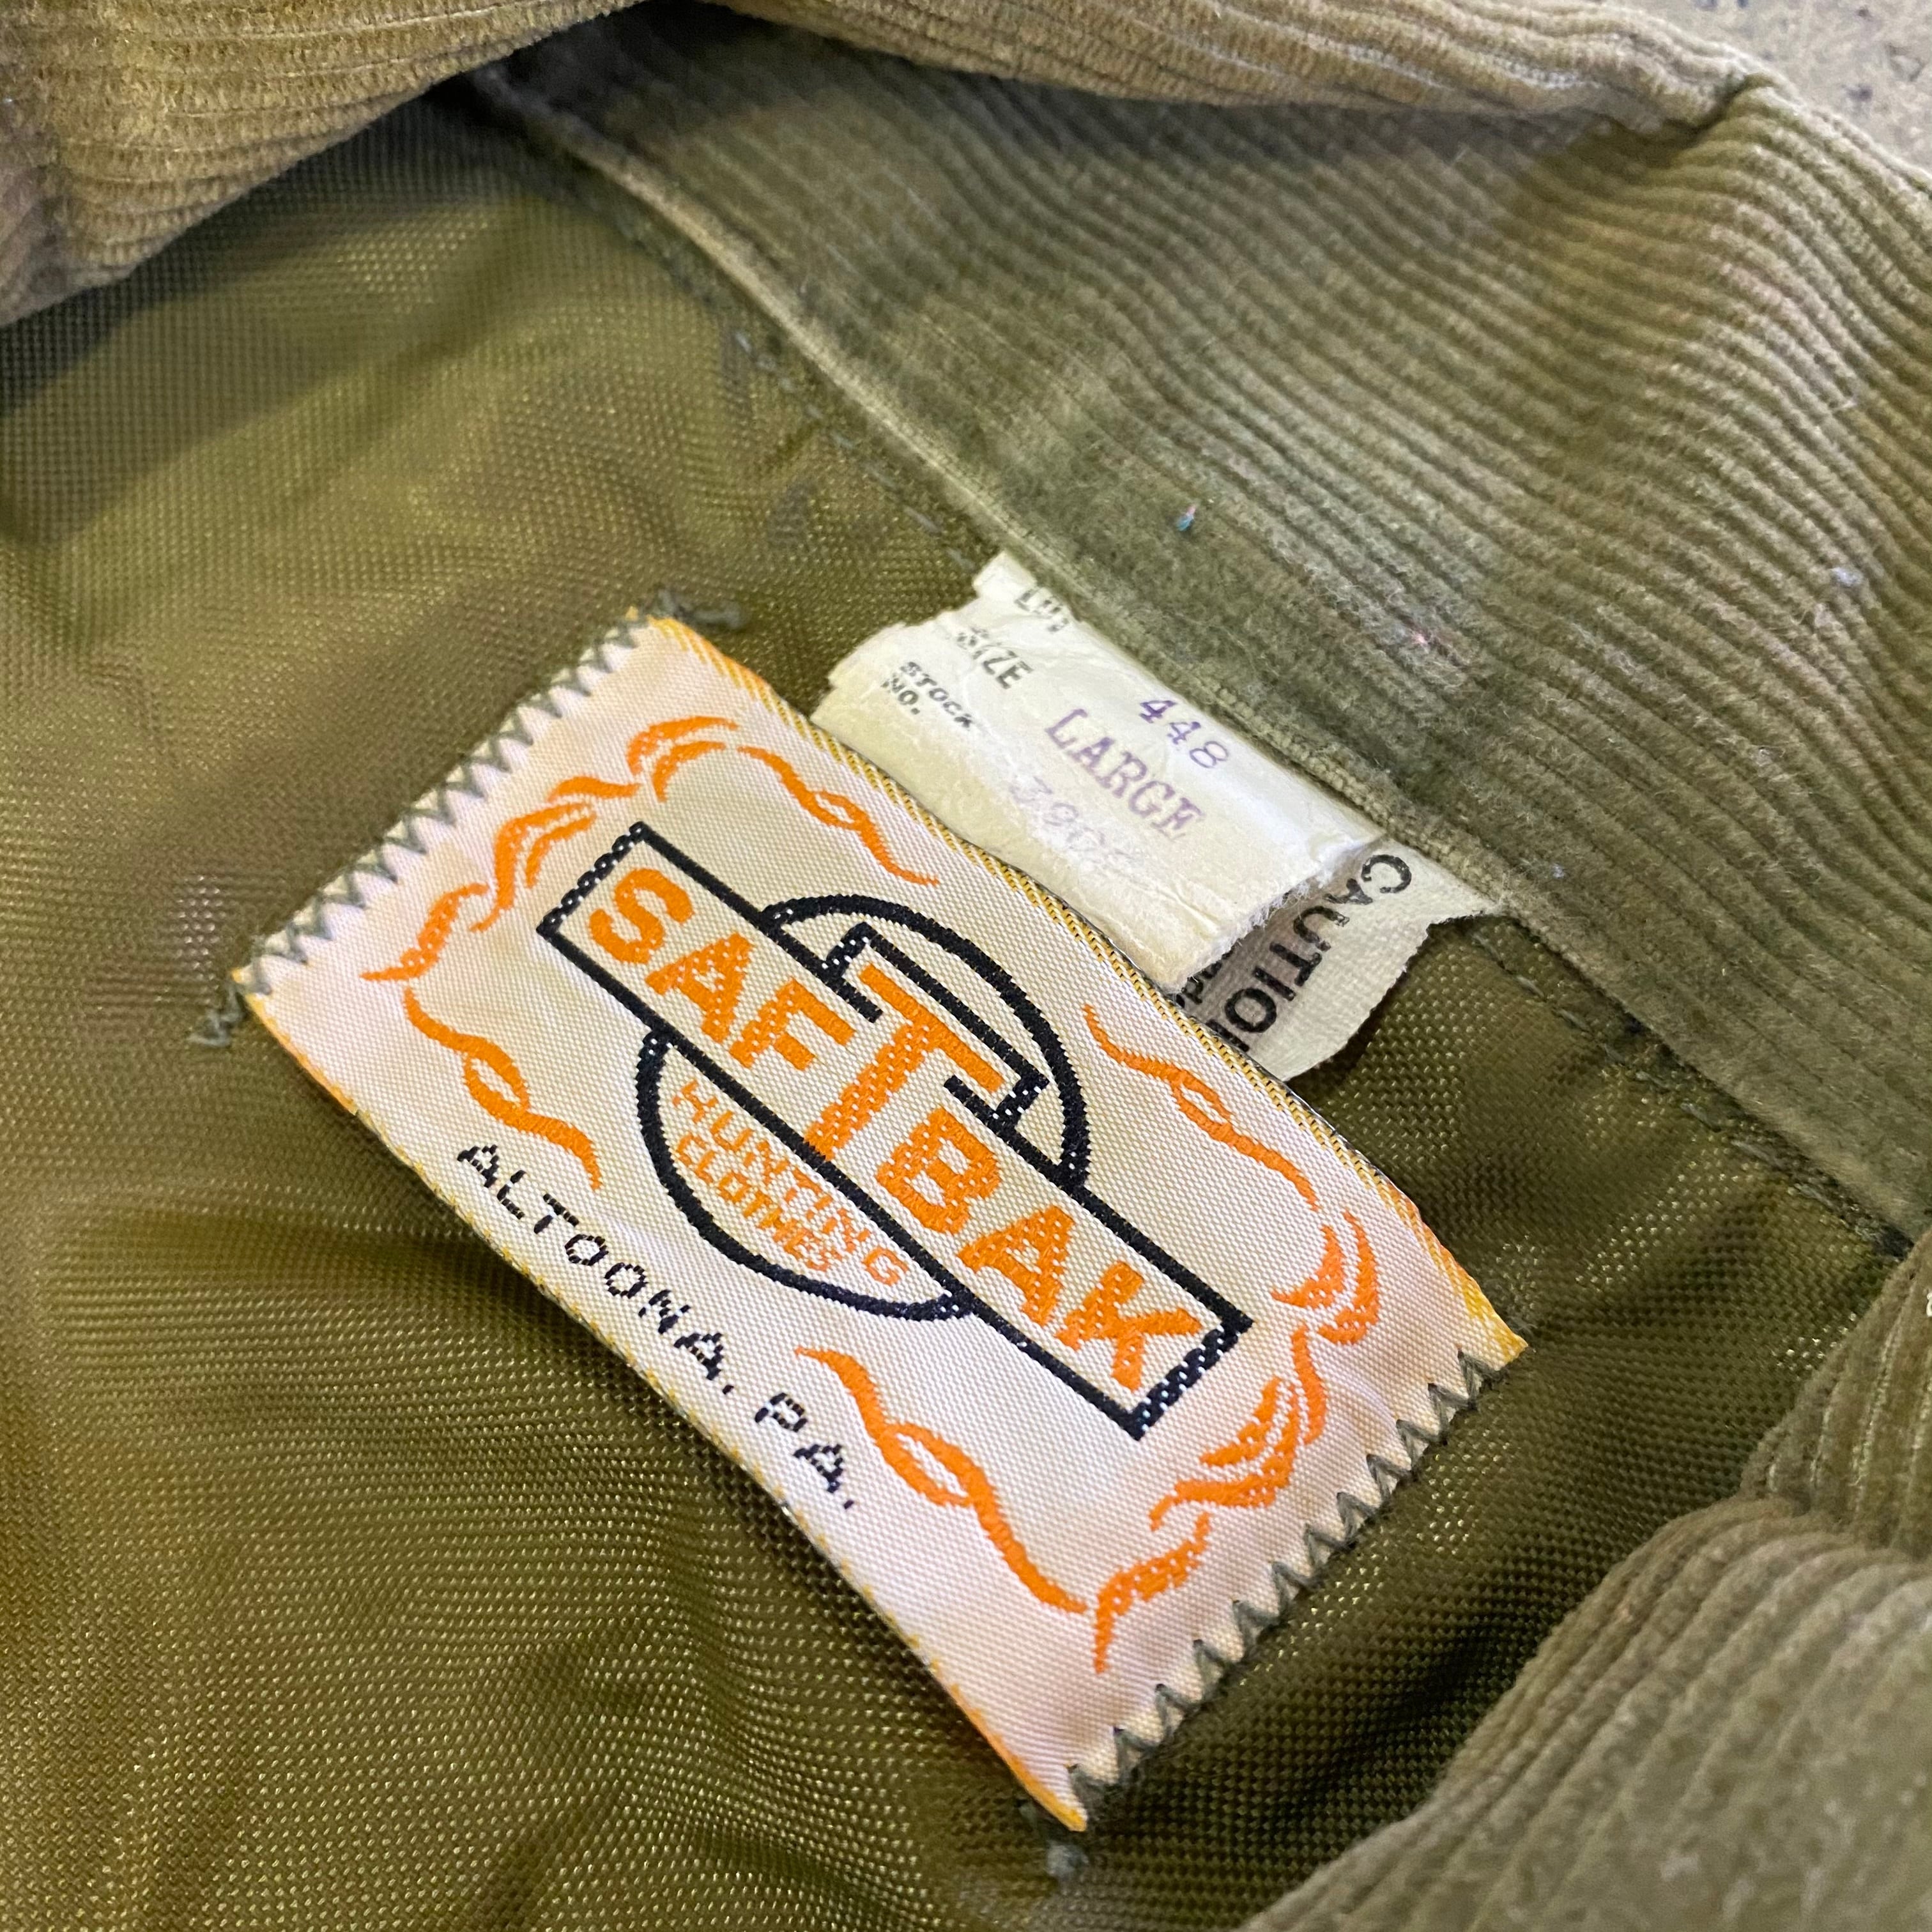 SAFTBAK
HUNTING
CLOTHES
ALTOONA, PA.
448
SIZE LARGE
STOCK
NO.
CAUTION